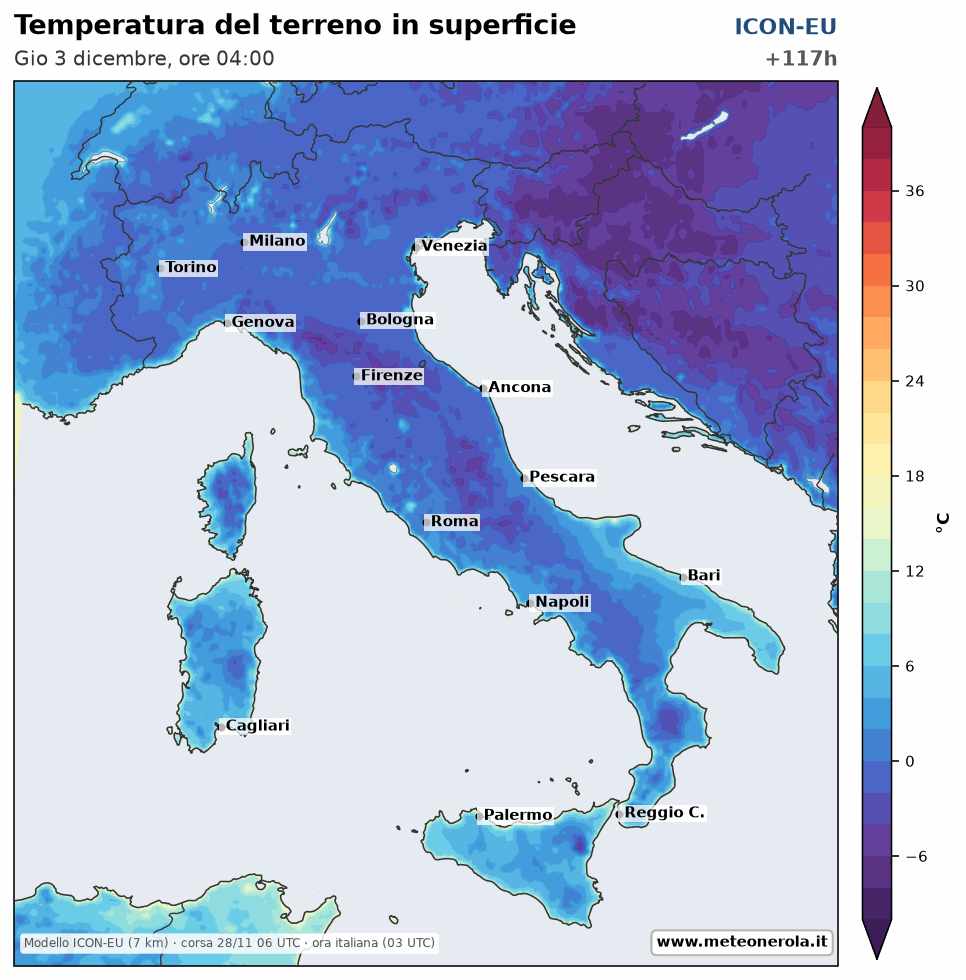 Temperatura del terreno in superficie
ICON-EU
Gio 3 dicembre, ore 04:00
+117h
Milano
Venezia
Torino
Genova
Bologna
Firenze
Ancona
Pescara
Roma
Bari
Napoli
Cagliari
Palermo
Reggio C.
36
30
24
18
12
6
0
−6
°C
Modello ICON-EU (7 km) · corsa 28/11 06 UTC · ora italiana (03 UTC)
www.meteonerola.it